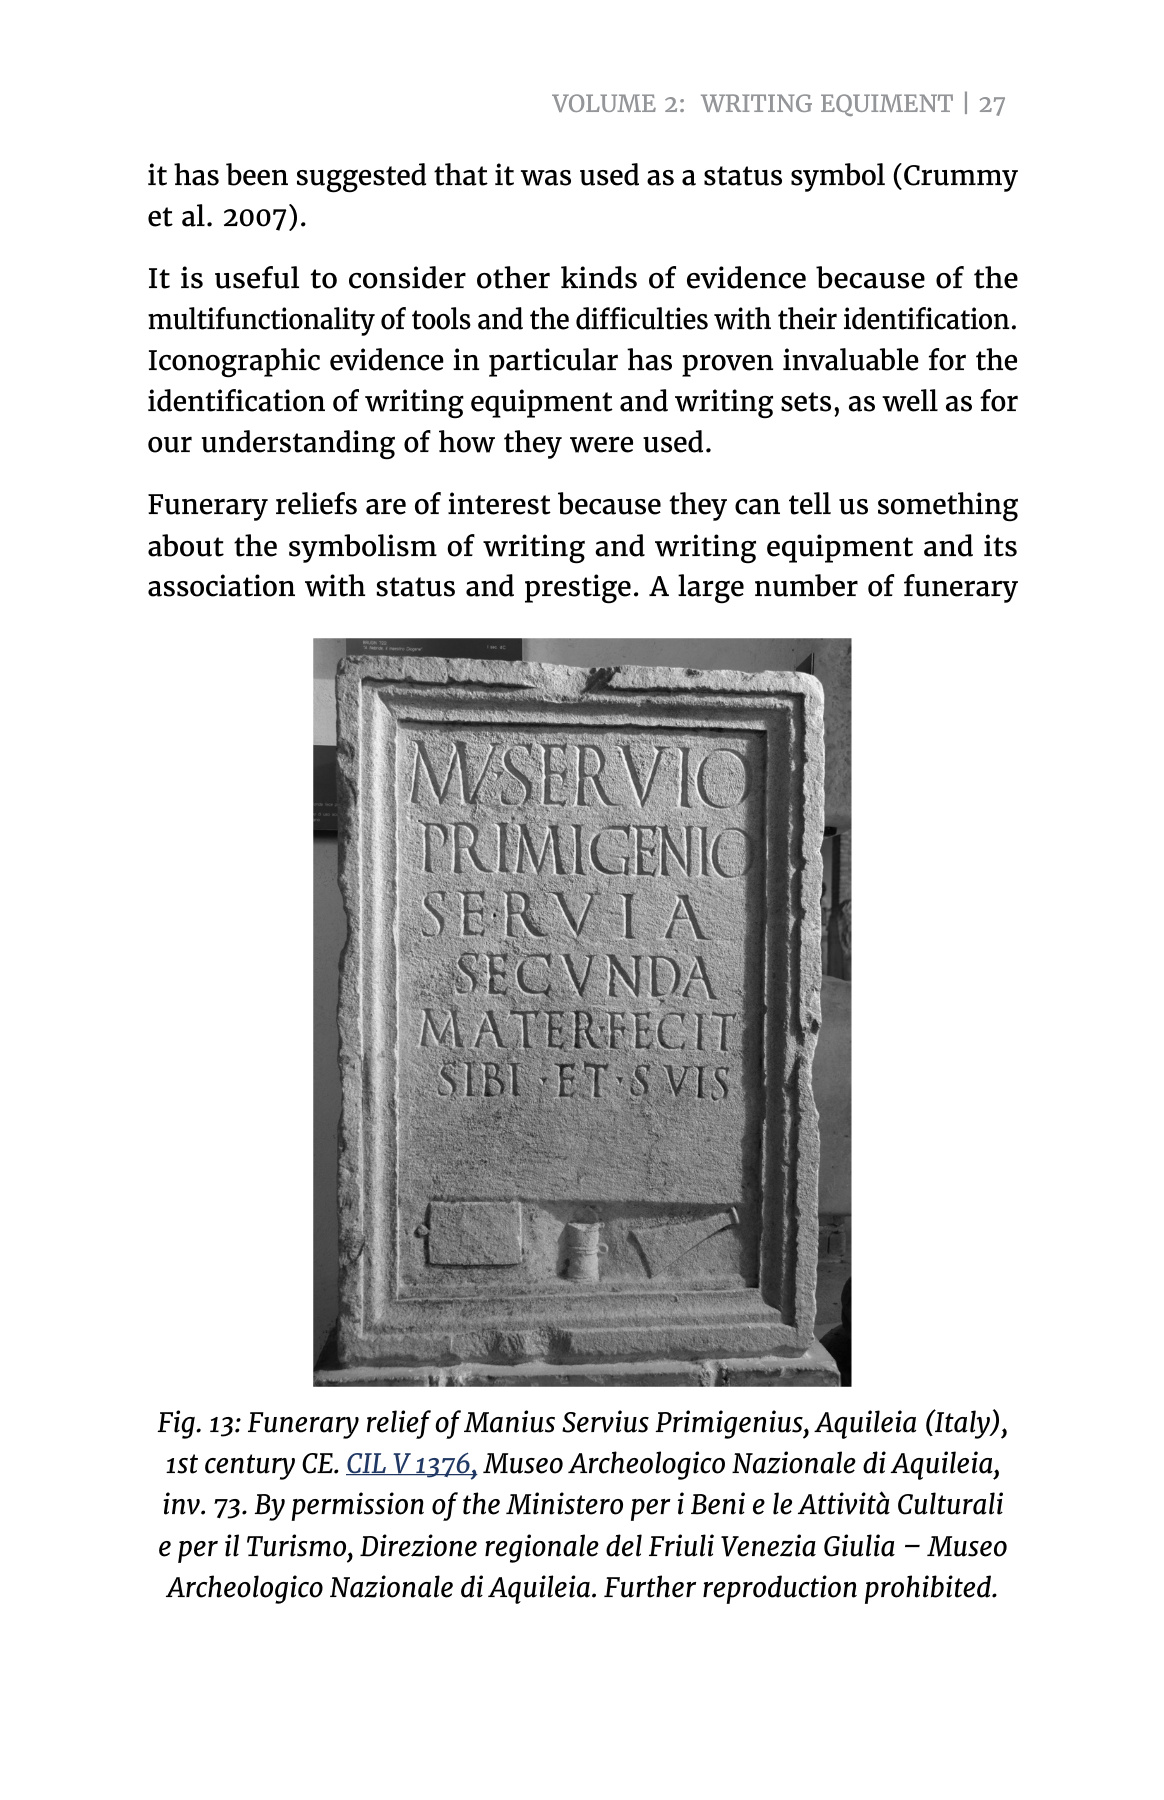 VOLUME 2: WRITING EQUIMENT | 27
it has been suggested that it was used as a status symbol (Crummy
et al. 2007).
It is useful to consider other kinds of evidence because of the
multifunctionality of tools and the difficulties with their identification.
Iconographic evidence in particular has proven invaluable for the
identification of writing equipment and writing sets, as well as for
our understanding of how they were used.
Funerary reliefs are of interest because they can tell us something
about the symbolism of writing and writing equipment and its
association with status and prestige. A large number of funerary
M·SERVIO
PRIMIGENIO
SERVIA
SECVNDA
MATER·FECIT
SIBI·ET·SVIS
Fig. 13: Funerary relief of Manius Servius Primigenius, Aquileia (Italy),
1st century CE. CIL V 1376, Museo Archeologico Nazionale di Aquileia,
inv. 73. By permission of the Ministero per i Beni e le Attività Culturali
e per il Turismo, Direzione regionale del Friuli Venezia Giulia – Museo
Archeologico Nazionale di Aquileia. Further reproduction prohibited.